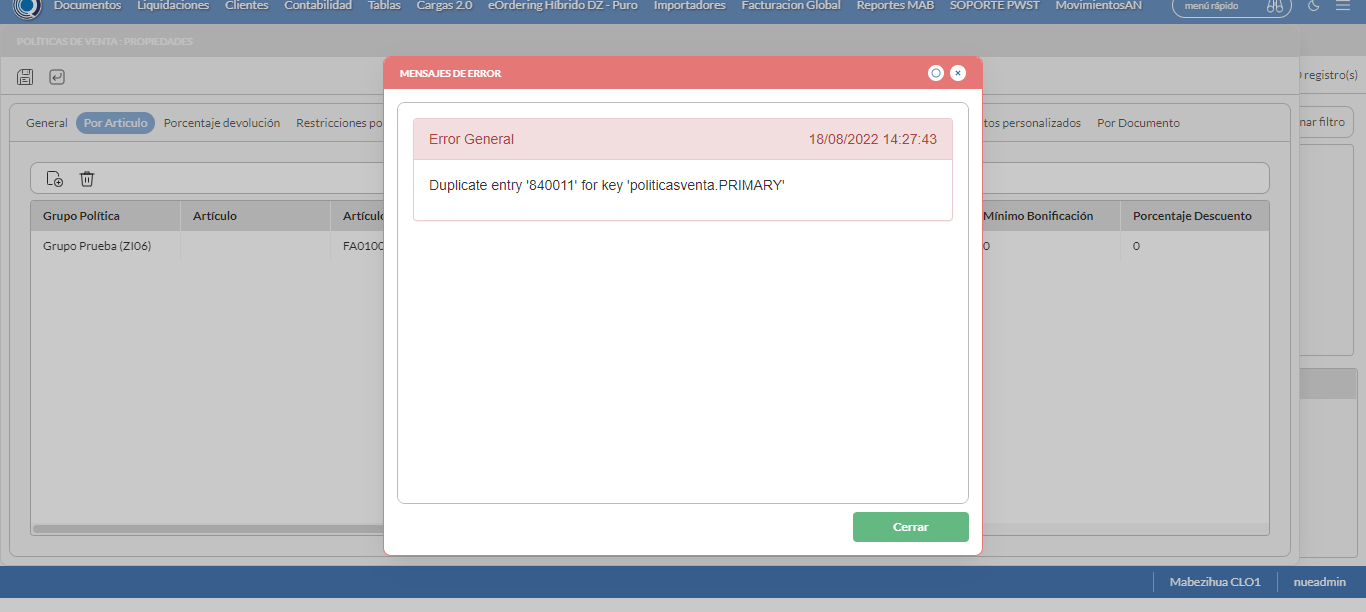 Documentos Liquidaciones Clientes Contabilidad Tablas Cargas 2.0 eOrdering Híbrido DZ - Puro Importadores Facturacion Global Reportes MAB SOPORTE PWST MovimientosAN menú rápido
POLÍTICAS DE VENTA : PROPIEDADES
MENSAJES DE ERROR
registro(s)
General Por Articulo Porcentaje devolución Restricciones po tos personalizados Por Documento nar filtro
Error General 18/08/2022 14:27:43
Duplicate entry '840011' for key 'politicasventa.PRIMARY'
Grupo Política Artículo Artículo Mínimo Bonificación Porcentaje Descuento
Grupo Prueba (ZI06) FA0100 0 0
Cerrar
Mabezihua CLO1 nueadmin